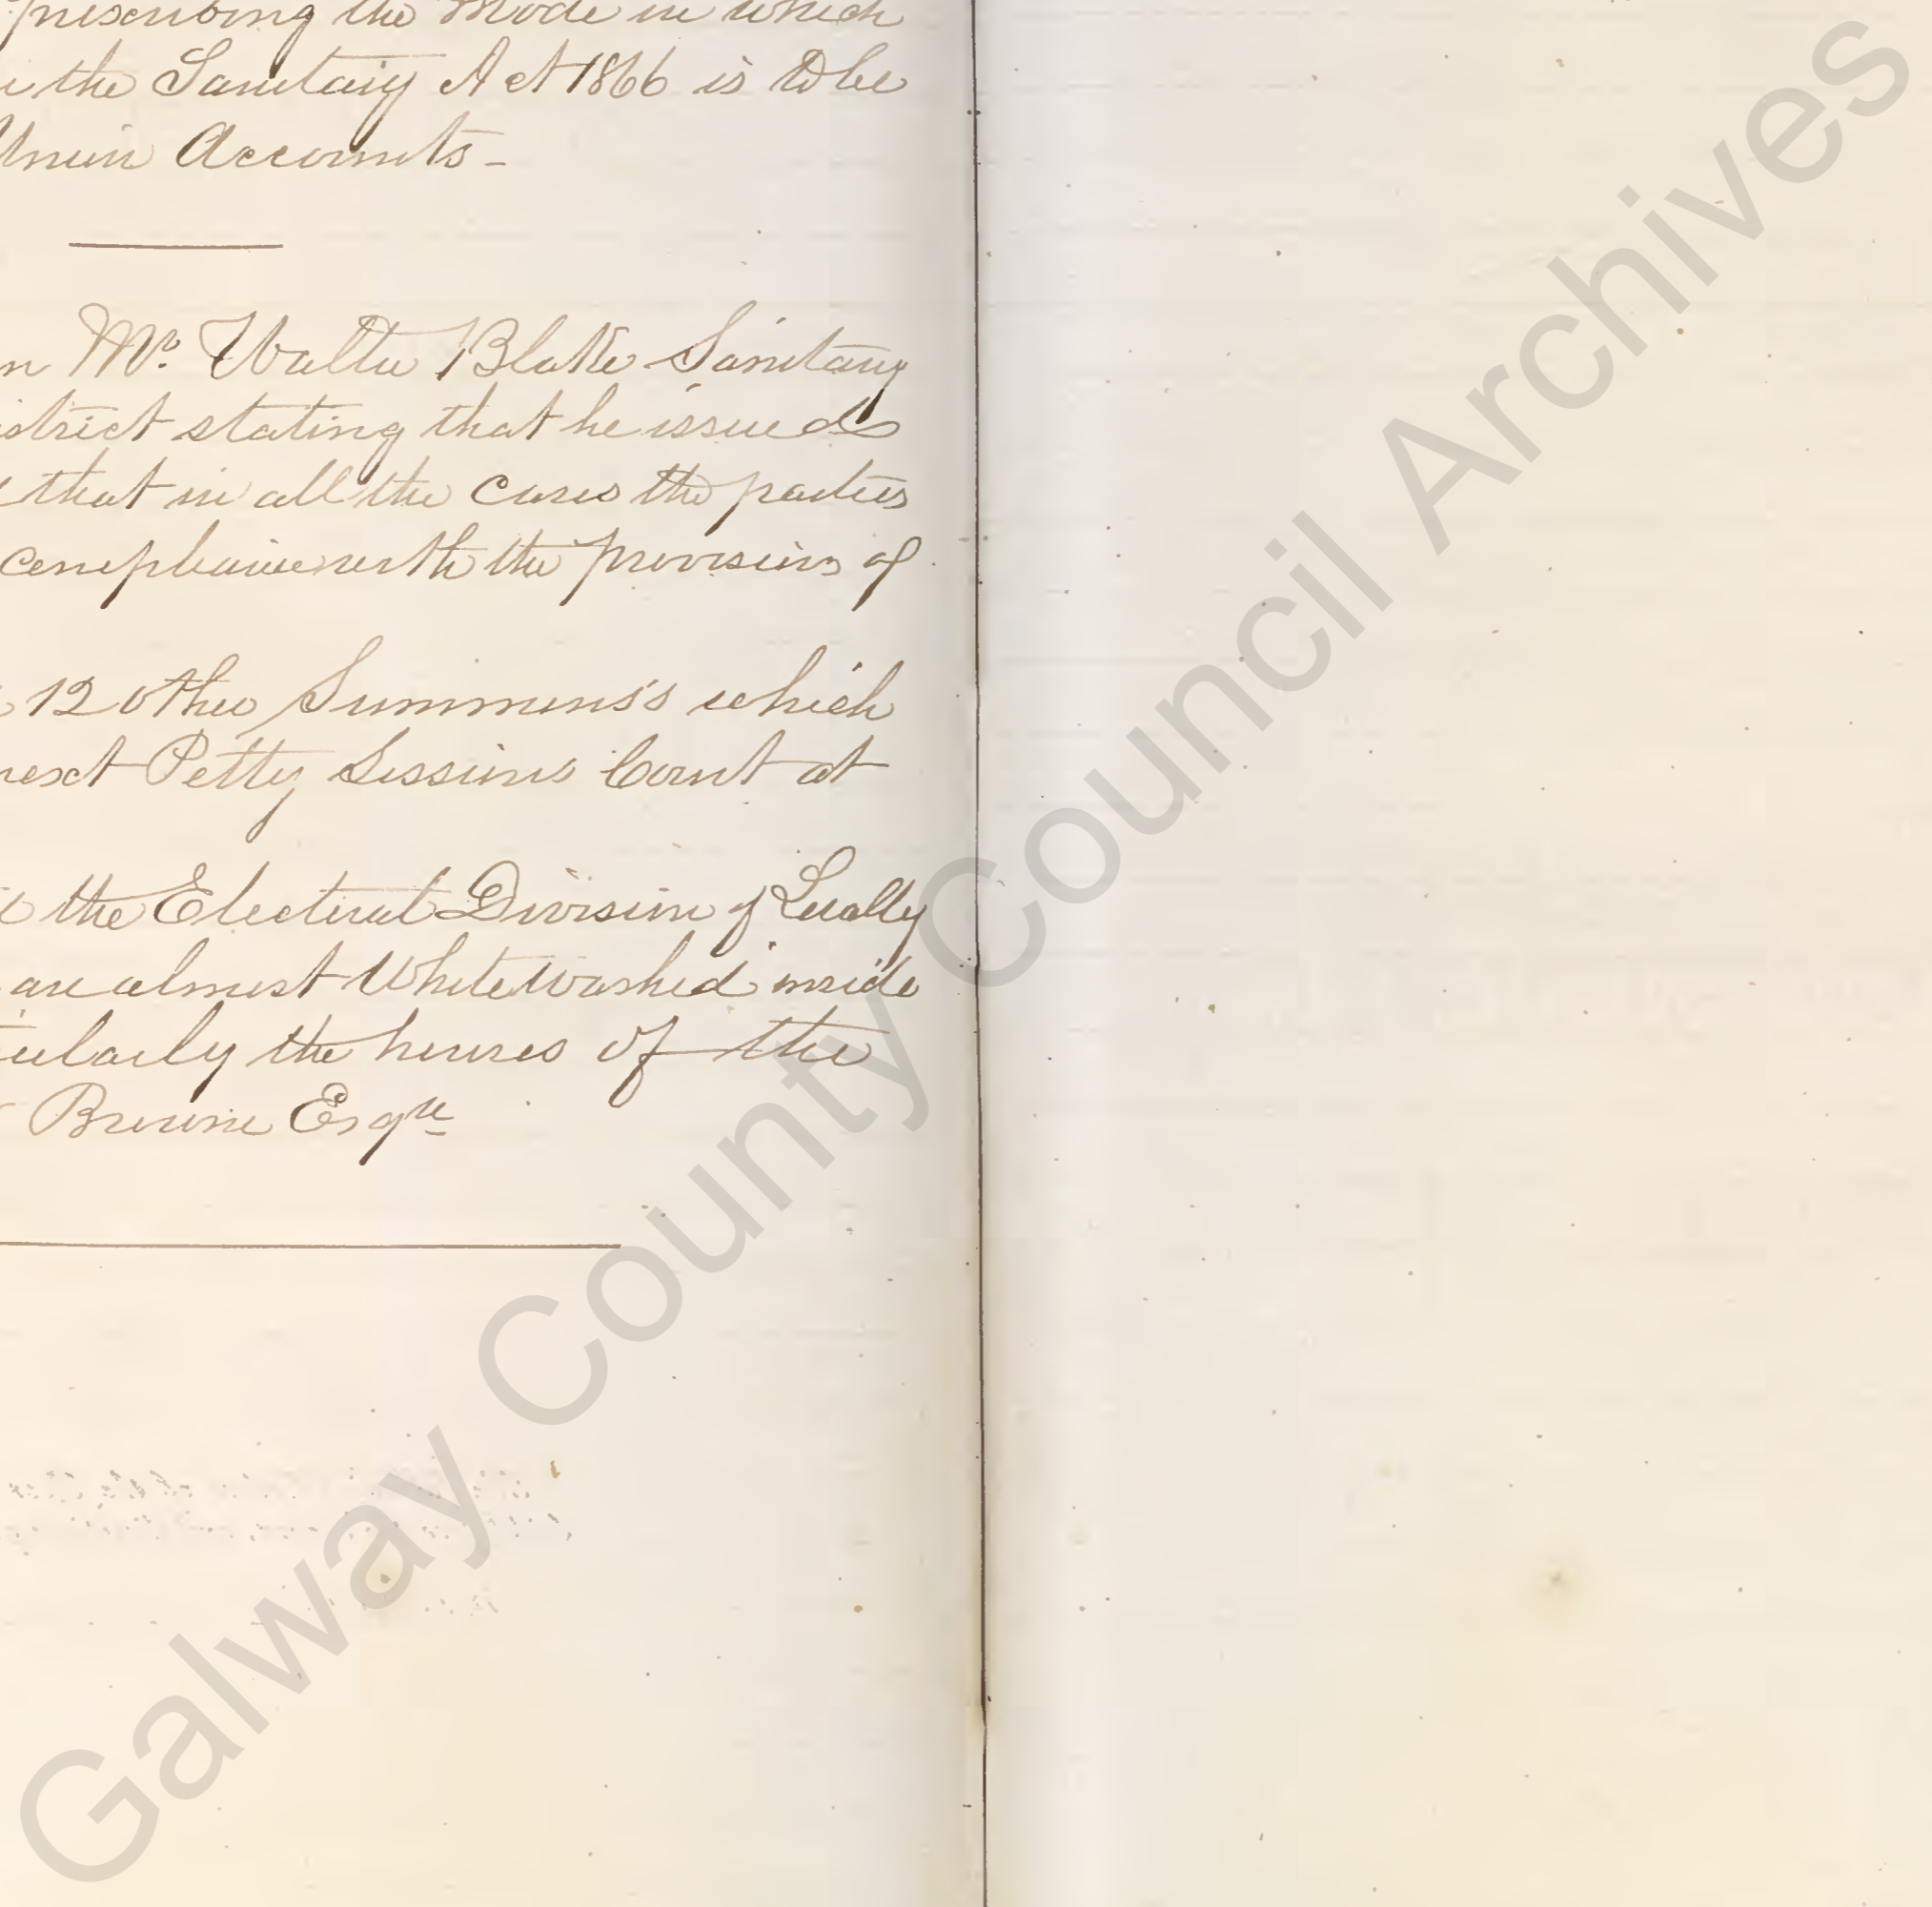 prescribing the Mode in which
the Sanitary Act 1866 is to be
Union Accounts -
Mr. Walter Blake Sanitary
istrict stating that he issued
that in all the cases the parties
compliance with the provisions of
12 other Summons's which
next Petty Sessions Court at
the Electoral Division of
are almost Whitewashed inside
icularly the houses of the
Browne Esqre
Galway County Council Archives